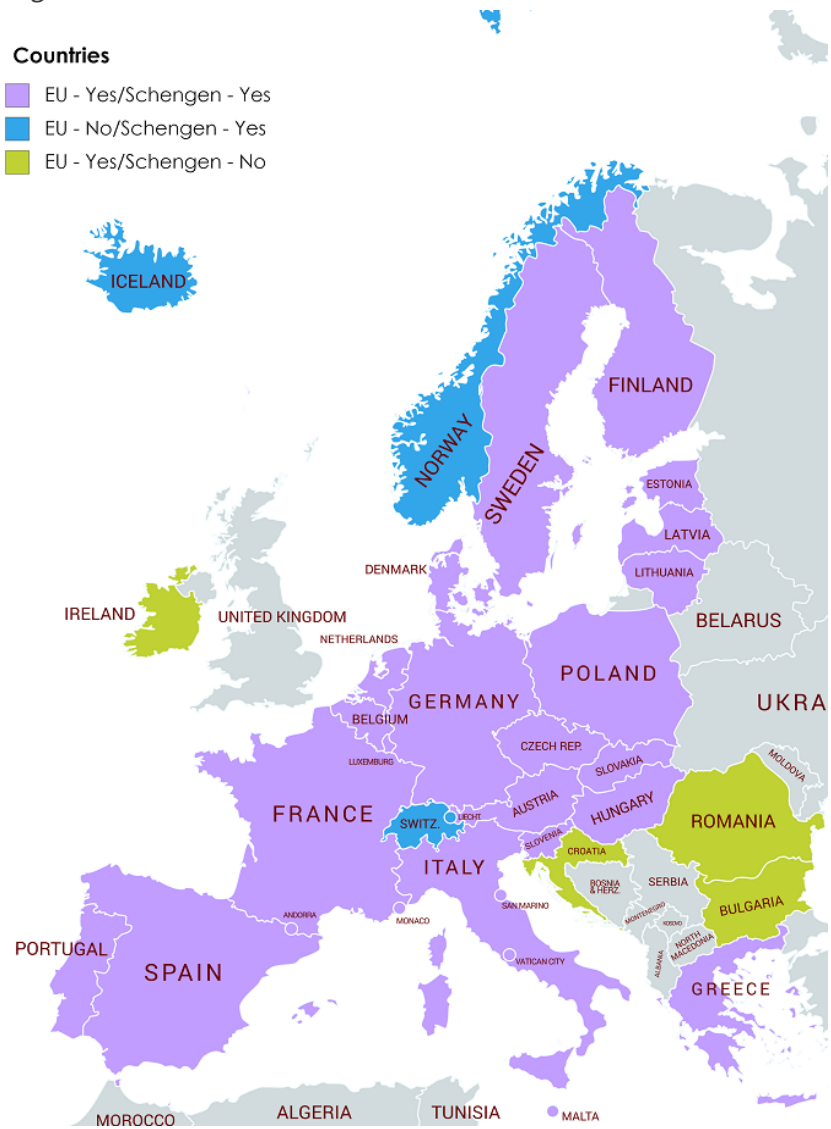 Countries
EU - Yes/Schengen - Yes
EU - No/Schengen - Yes
EU - Yes/Schengen - No
ICELAND
FINLAND
NORWAY
SWEDEN
ESTONIA
LATVIA
DENMARK
LITHUANIA
IRELAND
UNITED KINGDOM
BELARUS
NETHERLANDS
POLAND
GERMANY
UKRA
BELGIUM
CZECH REP.
LUXEMBURG
SLOVAKIA
MOLDOVA
AUSTRIA
HUNGARY
FRANCE
SWITZ.
LIECHT
ROMANIA
SLOVENIA
CROATIA
ITALY
BOSNIA
& HERZ.
SERBIA
SAN MARINO
BULGARIA
ANDORRA
MONACO
MONTENEGRO
KOSOVO
PORTUGAL
NORTH
MACEDONIA
SPAIN
VATICAN CITY
ALBANIA
GREECE
MOROCCO
ALGERIA
TUNISIA
MALTA